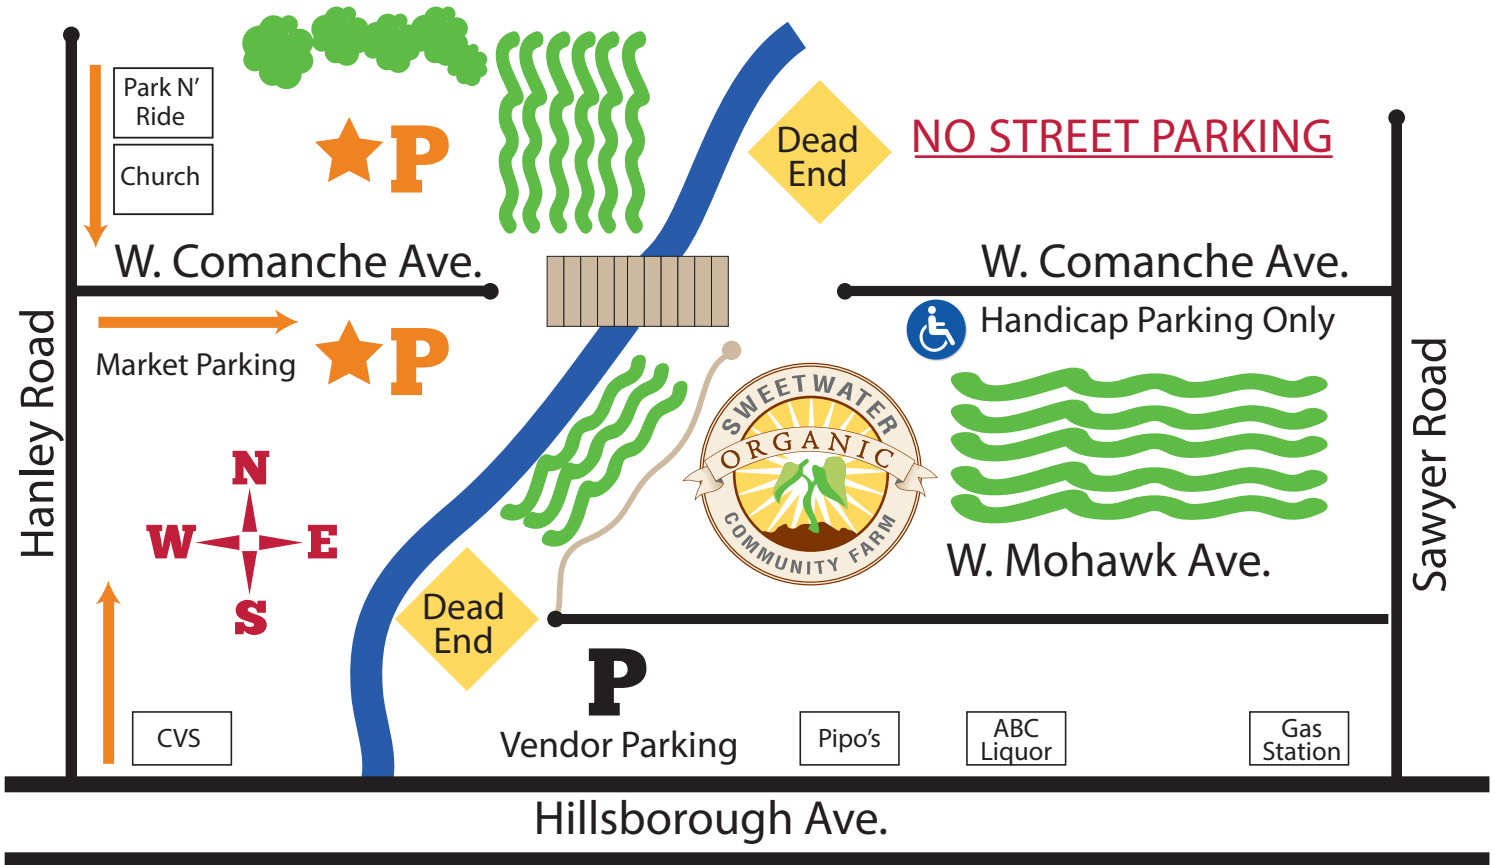 Park N’
Ride
Church
P
Dead
End
NO STREET PARKING
W. Comanche Ave.
W. Comanche Ave.
Handicap Parking Only
Market Parking
P
Hanley Road
Sawyer Road
SWEETWATER
ORGANIC
COMMUNITY FARM
N
W
E
S
W. Mohawk Ave.
Dead
End
P
Vendor Parking
CVS
Pipo’s
ABC
Liquor
Gas
Station
Hillsborough Ave.